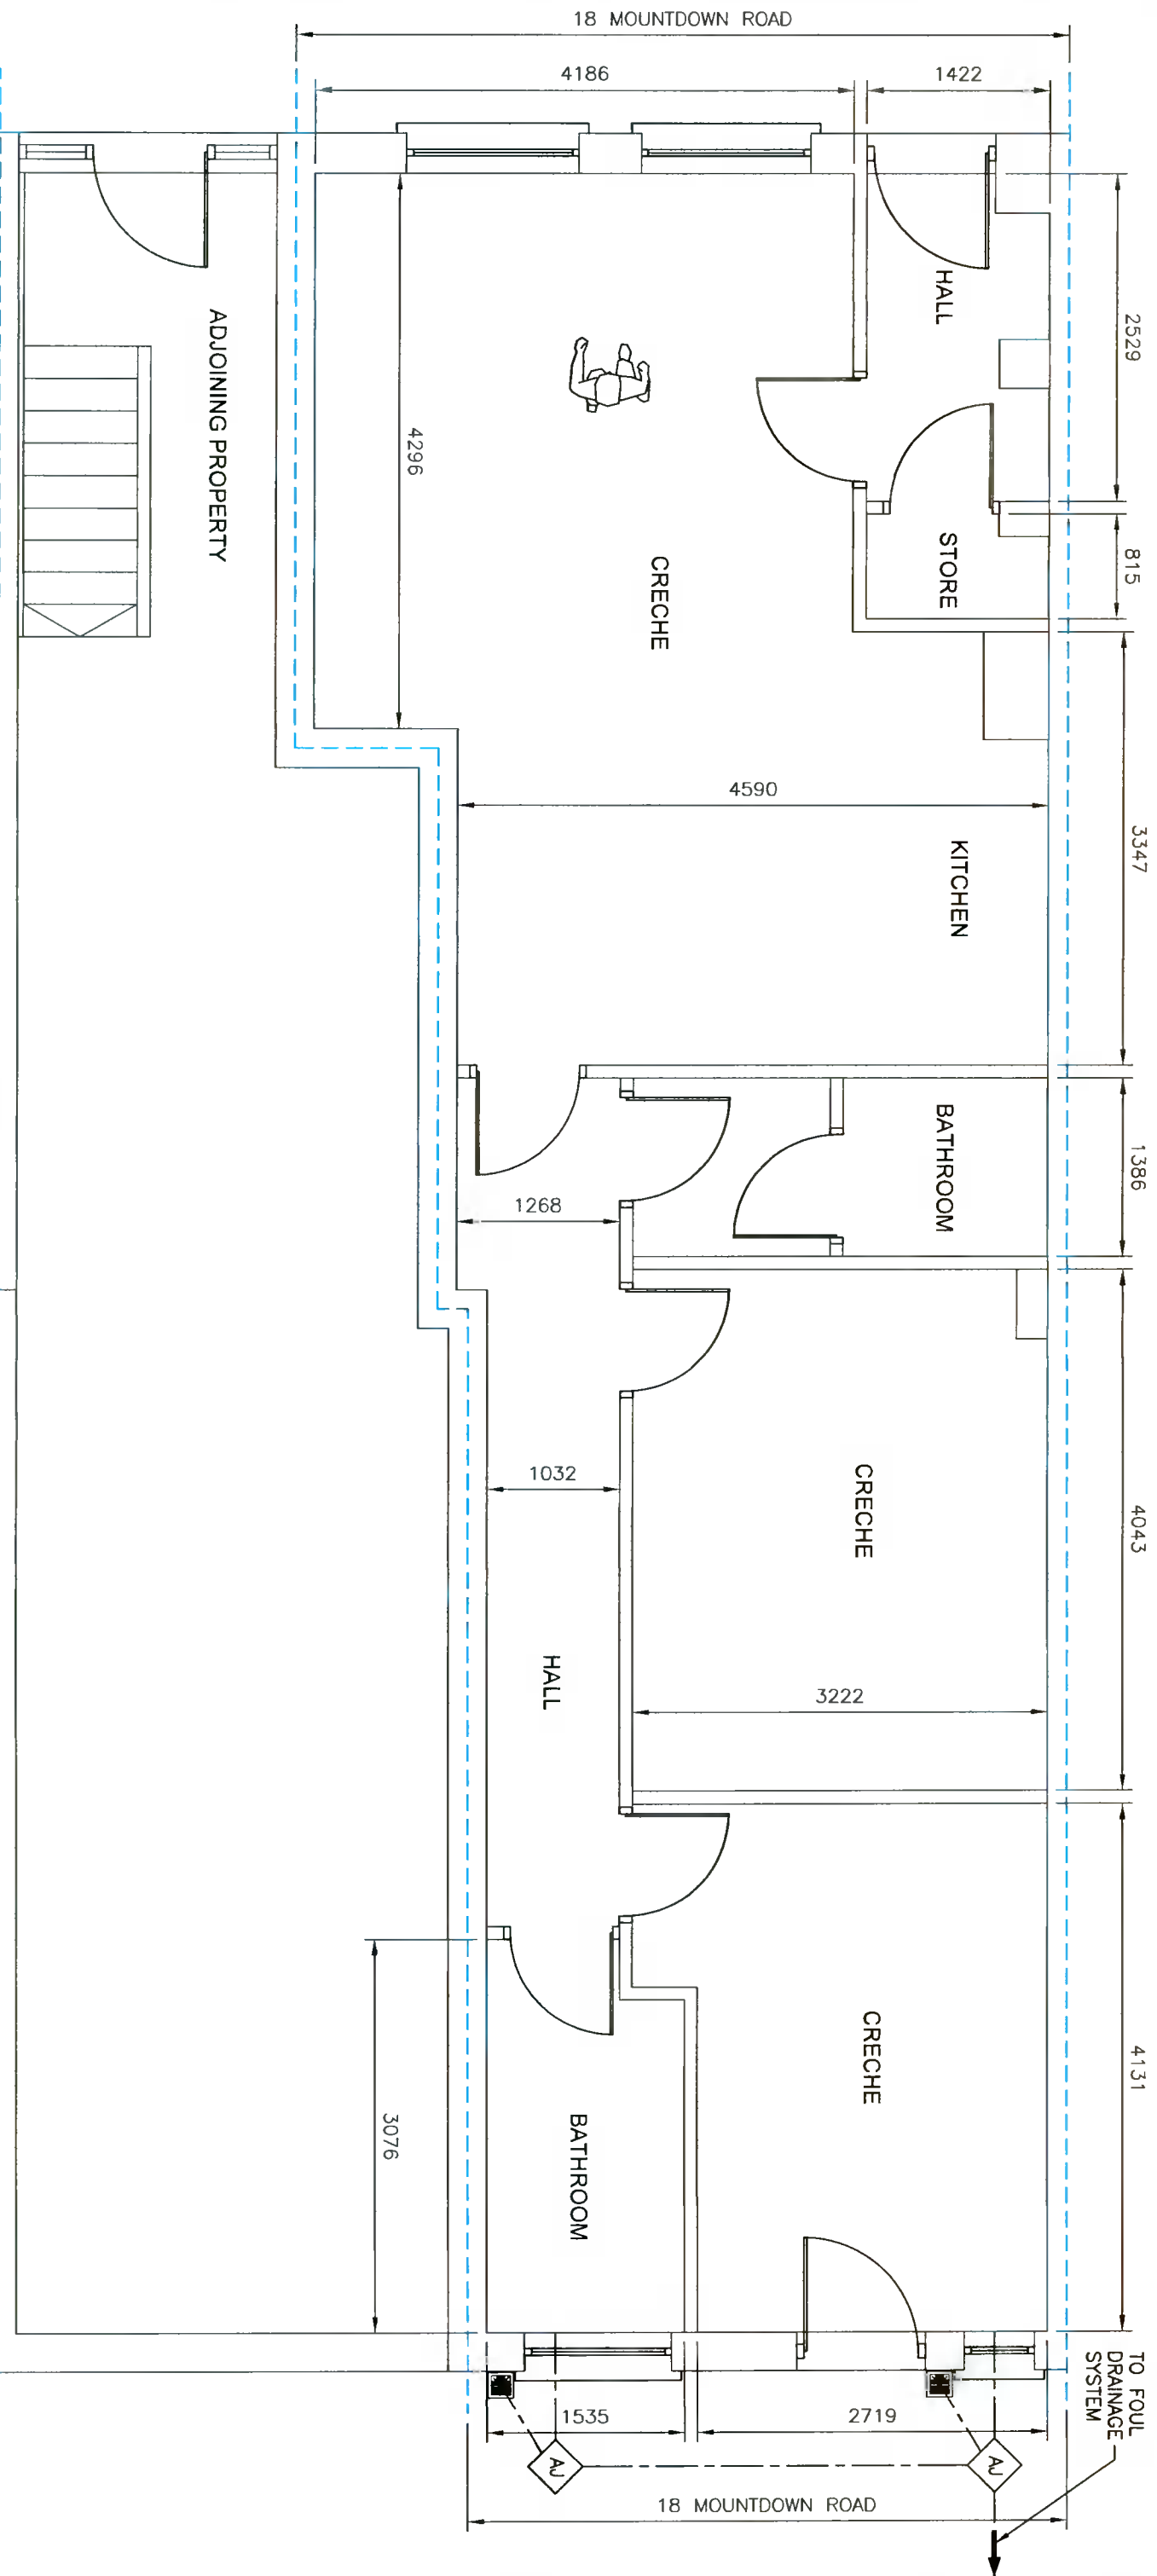 18 MOUNTDOWN ROAD
4186
1422
2529
HALL
815
STORE
4296
CRECHE
ADJOINING PROPERTY
3347
4590
KITCHEN
1386
BATHROOM
1268
4043
CRECHE
1032
3222
HALL
4131
CRECHE
3076
BATHROOM
TO FOUL
DRAINAGE
SYSTEM
1535
2719
AJ
AJ
18 MOUNTDOWN ROAD